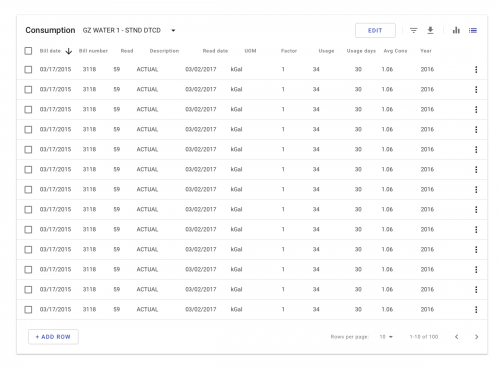 Consumption GZ WATER 1 - STND DTCD EDIT
Bill date Bill number Read Description Read date UOM Factor Usage Usage days Avg Cons Year
03/17/2015 3118 59 ACTUAL 03/02/2017 kGal 1 34 30 1.06 2016
03/17/2015 3118 59 ACTUAL 03/02/2017 kGal 1 34 30 1.06 2016
03/17/2015 3118 59 ACTUAL 03/02/2017 kGal 1 34 30 1.06 2016
03/17/2015 3118 59 ACTUAL 03/02/2017 kGal 1 34 30 1.06 2016
03/17/2015 3118 59 ACTUAL 03/02/2017 kGal 1 34 30 1.06 2016
03/17/2015 3118 59 ACTUAL 03/02/2017 kGal 1 34 30 1.06 2016
03/17/2015 3118 59 ACTUAL 03/02/2017 kGal 1 34 30 1.06 2016
03/17/2015 3118 59 ACTUAL 03/02/2017 kGal 1 34 30 1.06 2016
03/17/2015 3118 59 ACTUAL 03/02/2017 kGal 1 34 30 1.06 2016
03/17/2015 3118 59 ACTUAL 03/02/2017 kGal 1 34 30 1.06 2016
03/17/2015 3118 59 ACTUAL 03/02/2017 kGal 1 34 30 1.06 2016
03/17/2015 3118 59 ACTUAL 03/02/2017 kGal 1 34 30 1.06 2016
03/17/2015 3118 59 ACTUAL 03/02/2017 kGal 1 34 30 1.06 2016
+ ADD ROW Rows per page: 10 1-10 of 100